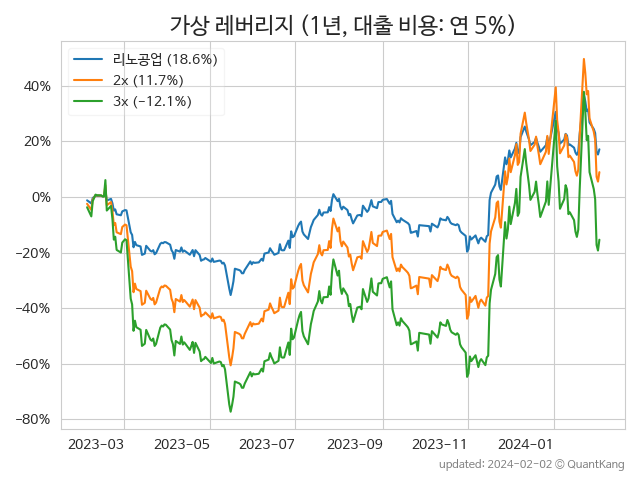 가상 레버리지 (1년, 대출 비용: 연 5%)
리노공업 (18.6%)
2x (11.7%)
3x (-12.1%)
40%
20%
0%
−20%
−40%
−60%
−80%
2023-03 2023-05 2023-07 2023-09 2023-11 2024-01
updated: 2024-02-02 © QuantKang